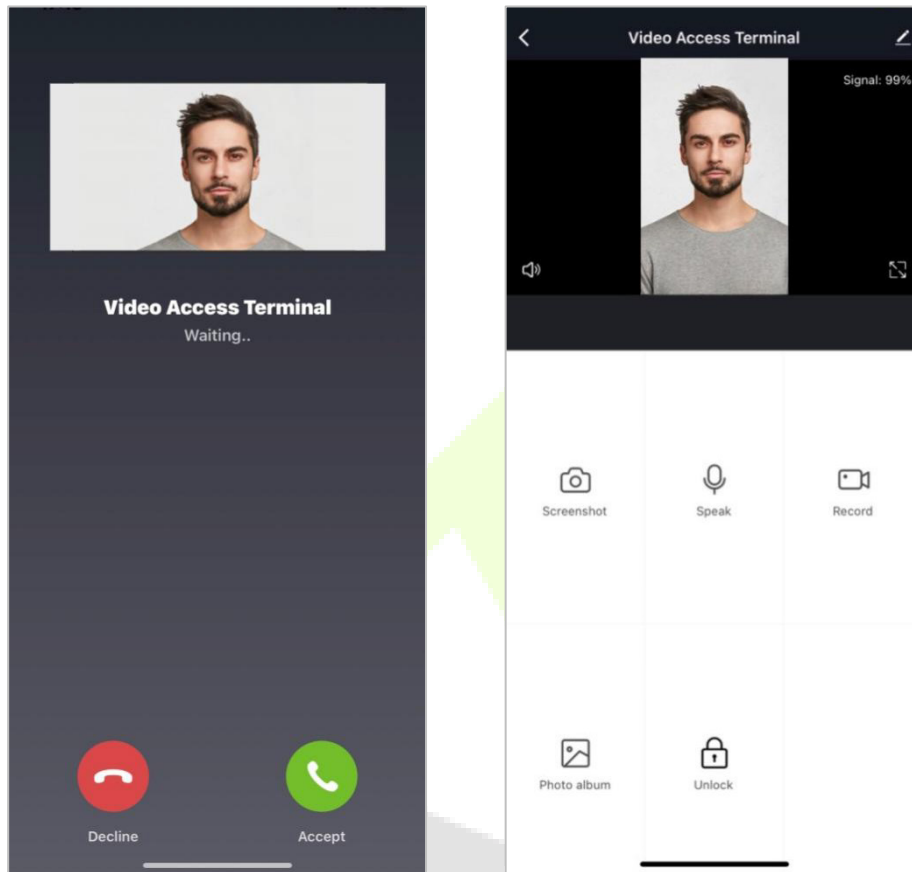 Video Access Terminal
Waiting..
Decline
Accept
Video Access Terminal
Signal: 99%
Screenshot
Speak
Record
Photo album
Unlock